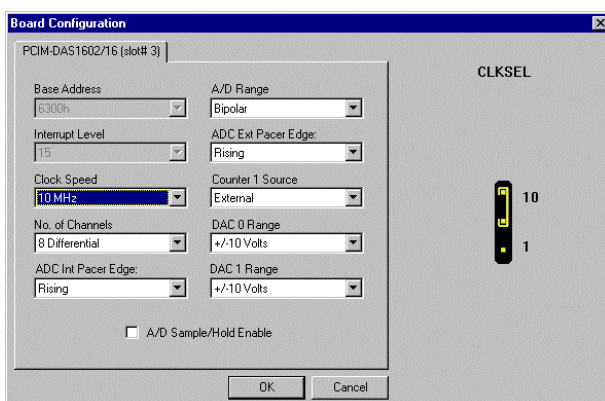 Board Configuration
PCIM-DAS1602/16 (slot# 3)
CLKSEL
Base Address
6300h
A/D Range
Bipolar
Interrupt Level
15
ADC Ext Pacer Edge:
Rising
Clock Speed
10 MHz
Counter 1 Source
External
No. of Channels
8 Differential
DAC 0 Range
+/-10 Volts
ADC Int Pacer Edge:
Rising
DAC 1 Range
+/-10 Volts
10
1
A/D Sample/Hold Enable
OK
Cancel